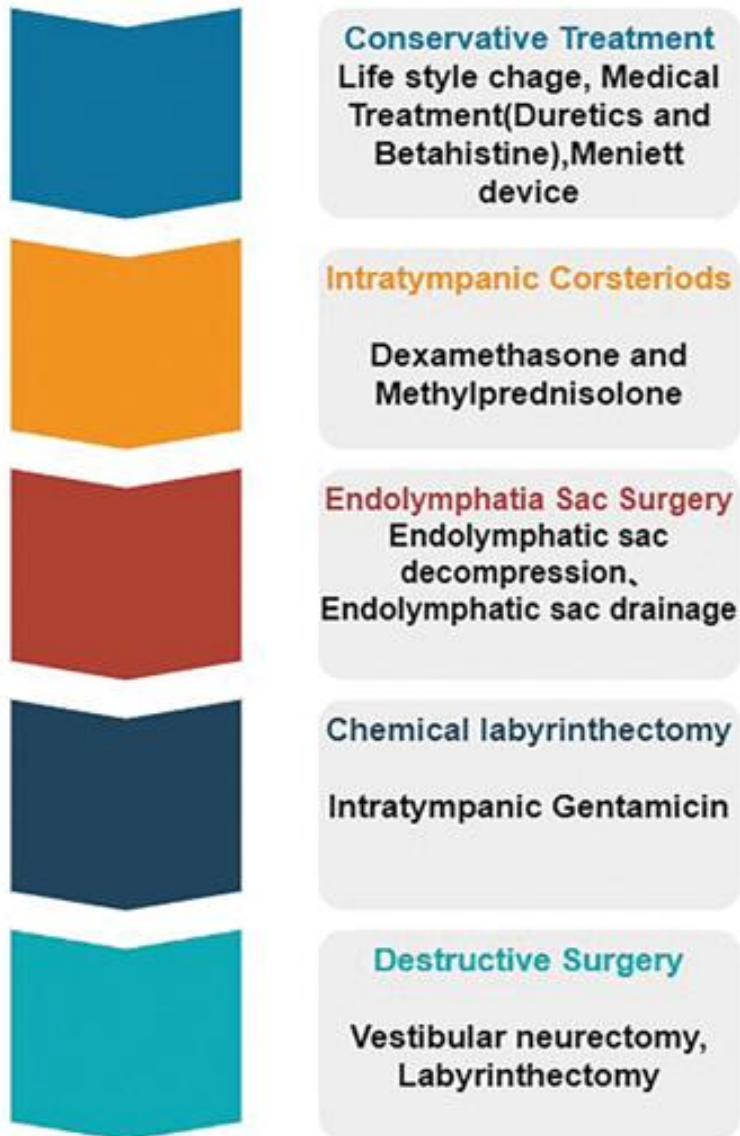 Conservative Treatment
Life style chage, Medical
Treatment(Duretics and
Betahistine),Meniett
device
Intratympanic Corsteriods
Dexamethasone and
Methylprednisolone
Endolymphatia Sac Surgery
Endolymphatic sac
decompression、
Endolymphatic sac drainage
Chemical labyrinthectomy
Intratympanic Gentamicin
Destructive Surgery
Vestibular neurectomy,
Labyrinthectomy